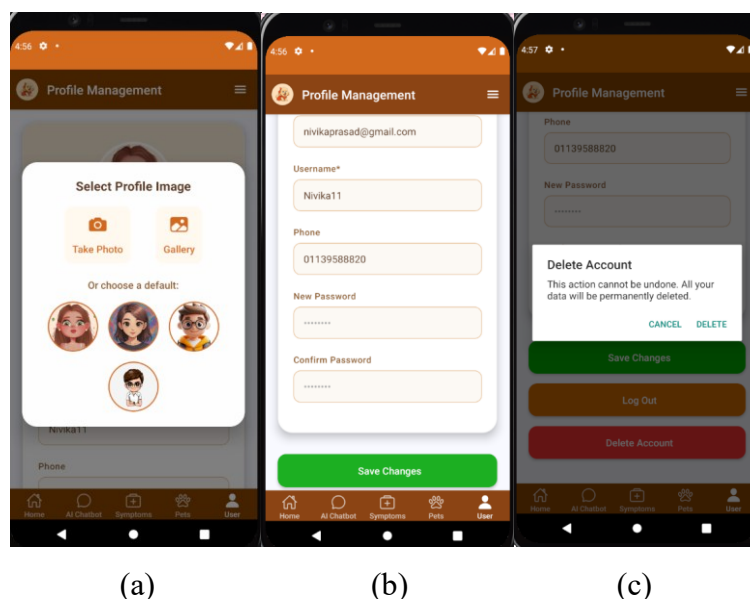 4:56
Profile Management
Select Profile Image
Take Photo
Gallery
Or choose a default:
Nivika11
Phone
Home AI Chatbot Symptoms Pets User
(a)
4:56
Profile Management
nivikaprasad@gmail.com
Username*
Nivika11
Phone
01139588820
New Password
Confirm Password
Save Changes
Home AI Chatbot Symptoms Pets User
(b)
4:57
Profile Management
Phone
01139588820
New Password
Delete Account
This action cannot be undone. All your
data will be permanently deleted.
CANCEL DELETE
Save Changes
Log Out
Delete Account
Home AI Chatbot Symptoms Pets User
(c)